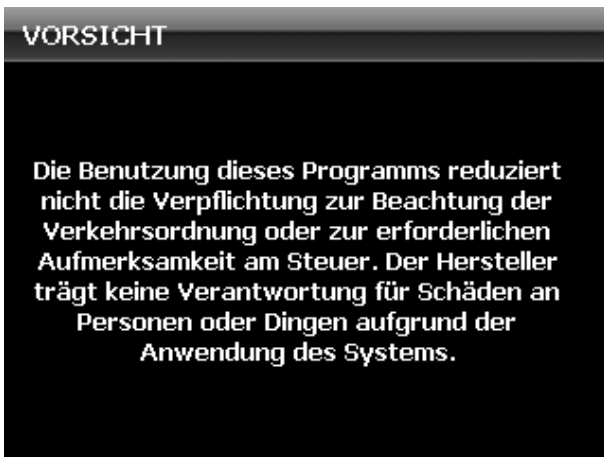 VORSICHT
Die Benutzung dieses Programms reduziert
nicht die Verpflichtung zur Beachtung der
Verkehrsordnung oder zur erforderlichen
Aufmerksamkeit am Steuer. Der Hersteller
trägt keine Verantwortung für Schäden an
Personen oder Dingen aufgrund der
Anwendung des Systems.